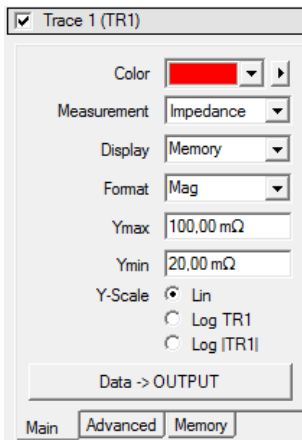 Trace 1 (TR1)
Color
Measurement Impedance
Display Memory
Format Mag
Ymax 100,00 mΩ
Ymin 20,00 mΩ
Y-Scale Lin
Log TR1
Log |TR1|
Data -> OUTPUT
Main Advanced Memory